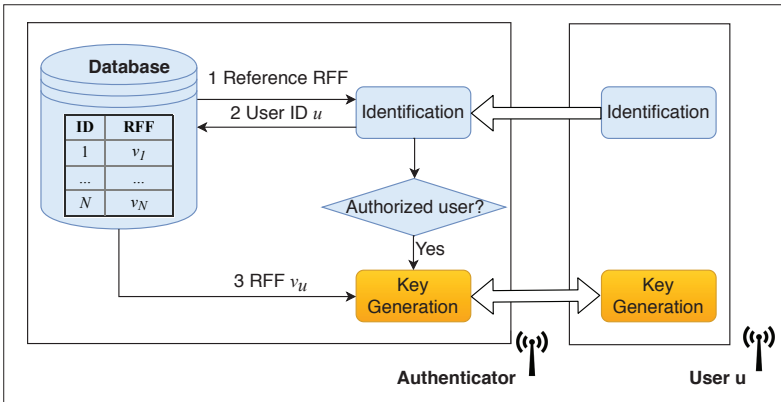 Database
1 Reference RFF
2 User ID u
Identification
Identification
ID RFF
1 v1
... ...
N vN
Authorized user?
Yes
3 RFF vu
Key
Generation
Key
Generation
Authenticator
User u